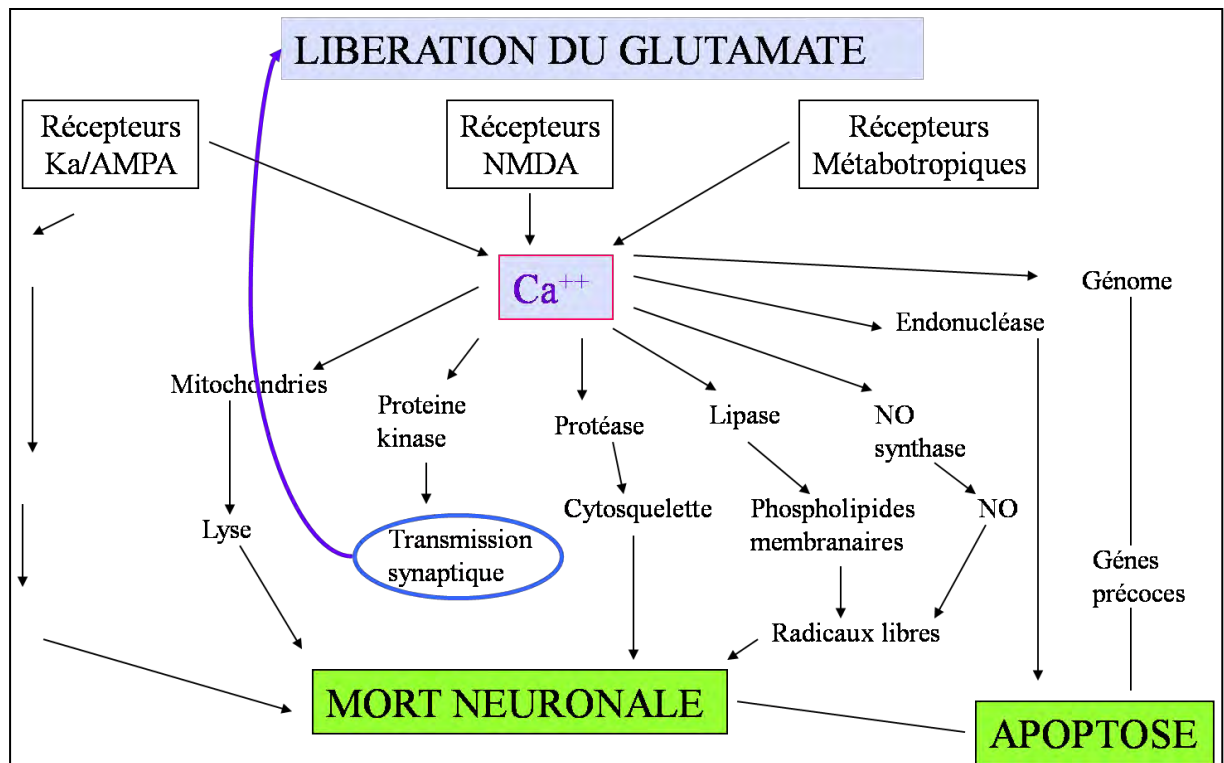 LIBERATION DU GLUTAMATE
Récepteurs
Ka/AMPA
Récepteurs
NMDA
Récepteurs
Métabotropiques
Ca++
Génome
Endonucléase
Mitochondries
Proteine
kinase
Protéase
Lipase
NO
synthase
Lyse
Transmission
synaptique
Cytosquelette
Phospholipides
membranaires
NO
Génes
précoces
Radicaux libres
MORT NEURONALE
APOPTOSE